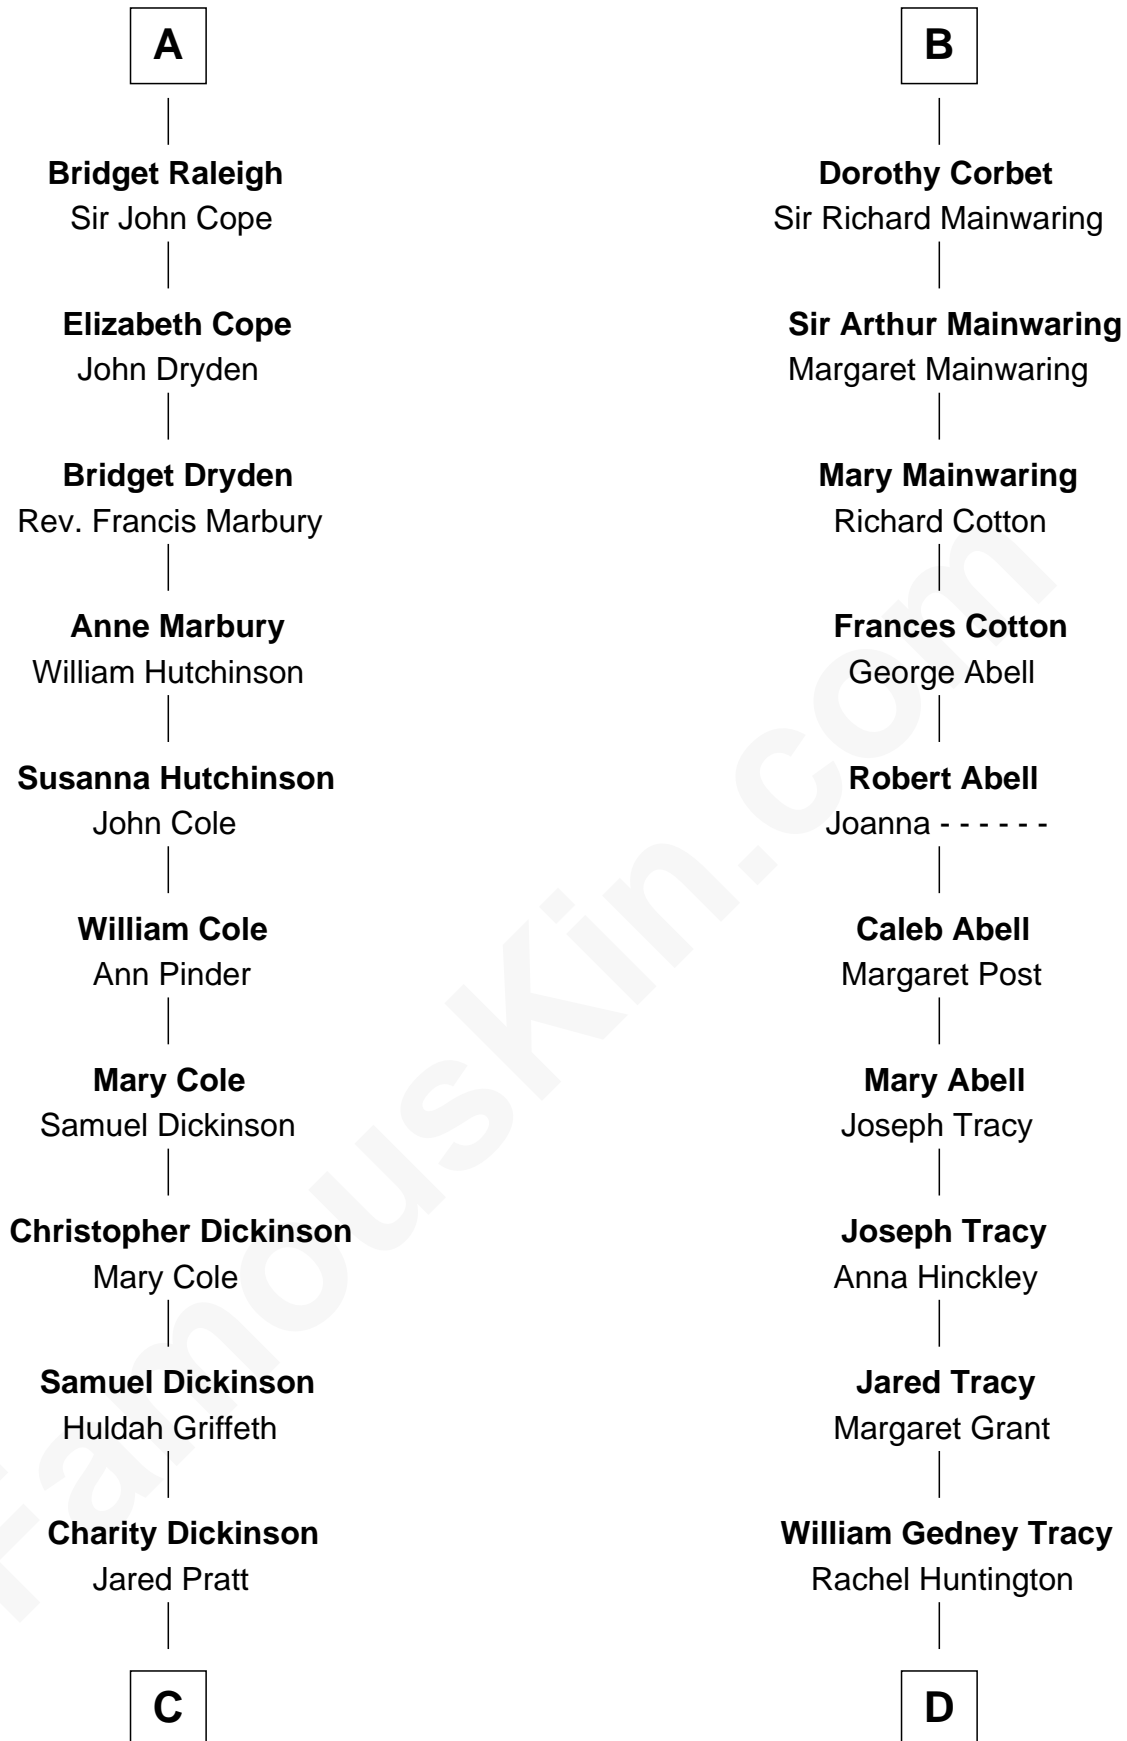 A
Bridget Raleigh
Sir John Cope
Elizabeth Cope
John Dryden
Bridget Dryden
Rev. Francis Marbury
Anne Marbury
William Hutchinson
Susanna Hutchinson
John Cole
William Cole
Ann Pinder
Mary Cole
Samuel Dickinson
Christopher Dickinson
Mary Cole
Samuel Dickinson
Huldah Griffeth
Charity Dickinson
Jared Pratt
C
B
Dorothy Corbet
Sir Richard Mainwaring
Sir Arthur Mainwaring
Margaret Mainwaring
Mary Mainwaring
Richard Cotton
Frances Cotton
George Abell
Robert Abell
Joanna - - - - - -
Caleb Abell
Margaret Post
Mary Abell
Joseph Tracy
Joseph Tracy
Anna Hinckley
Jared Tracy
Margaret Grant
William Gedney Tracy
Rachel Huntington
D
FamousKin.com